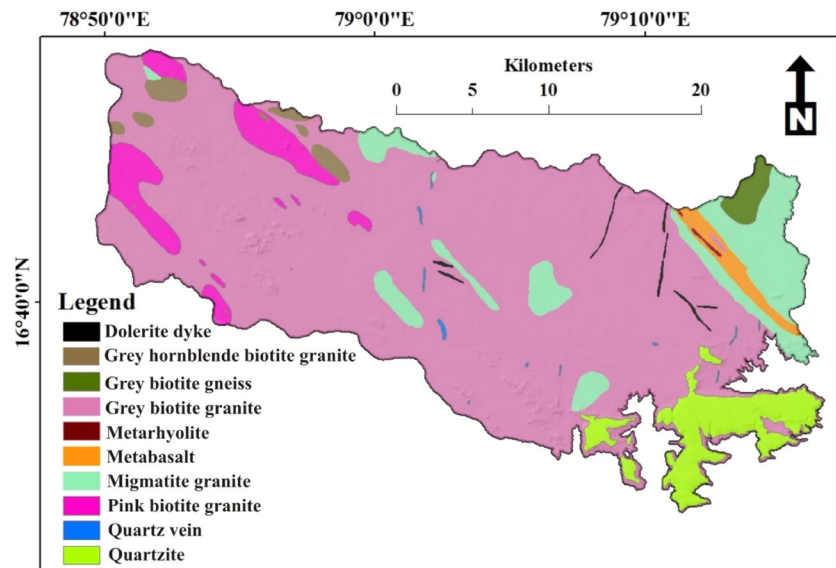 78°50'0"E
79°0'0"E
79°10'0"E
Kilometers
0 5 10 20
N
16°40'0"N
Legend
Dolerite dyke
Grey hornblende biotite granite
Grey biotite gneiss
Grey biotite granite
Metarhyolite
Metabasalt
Migmatite granite
Pink biotite granite
Quartz vein
Quartzite